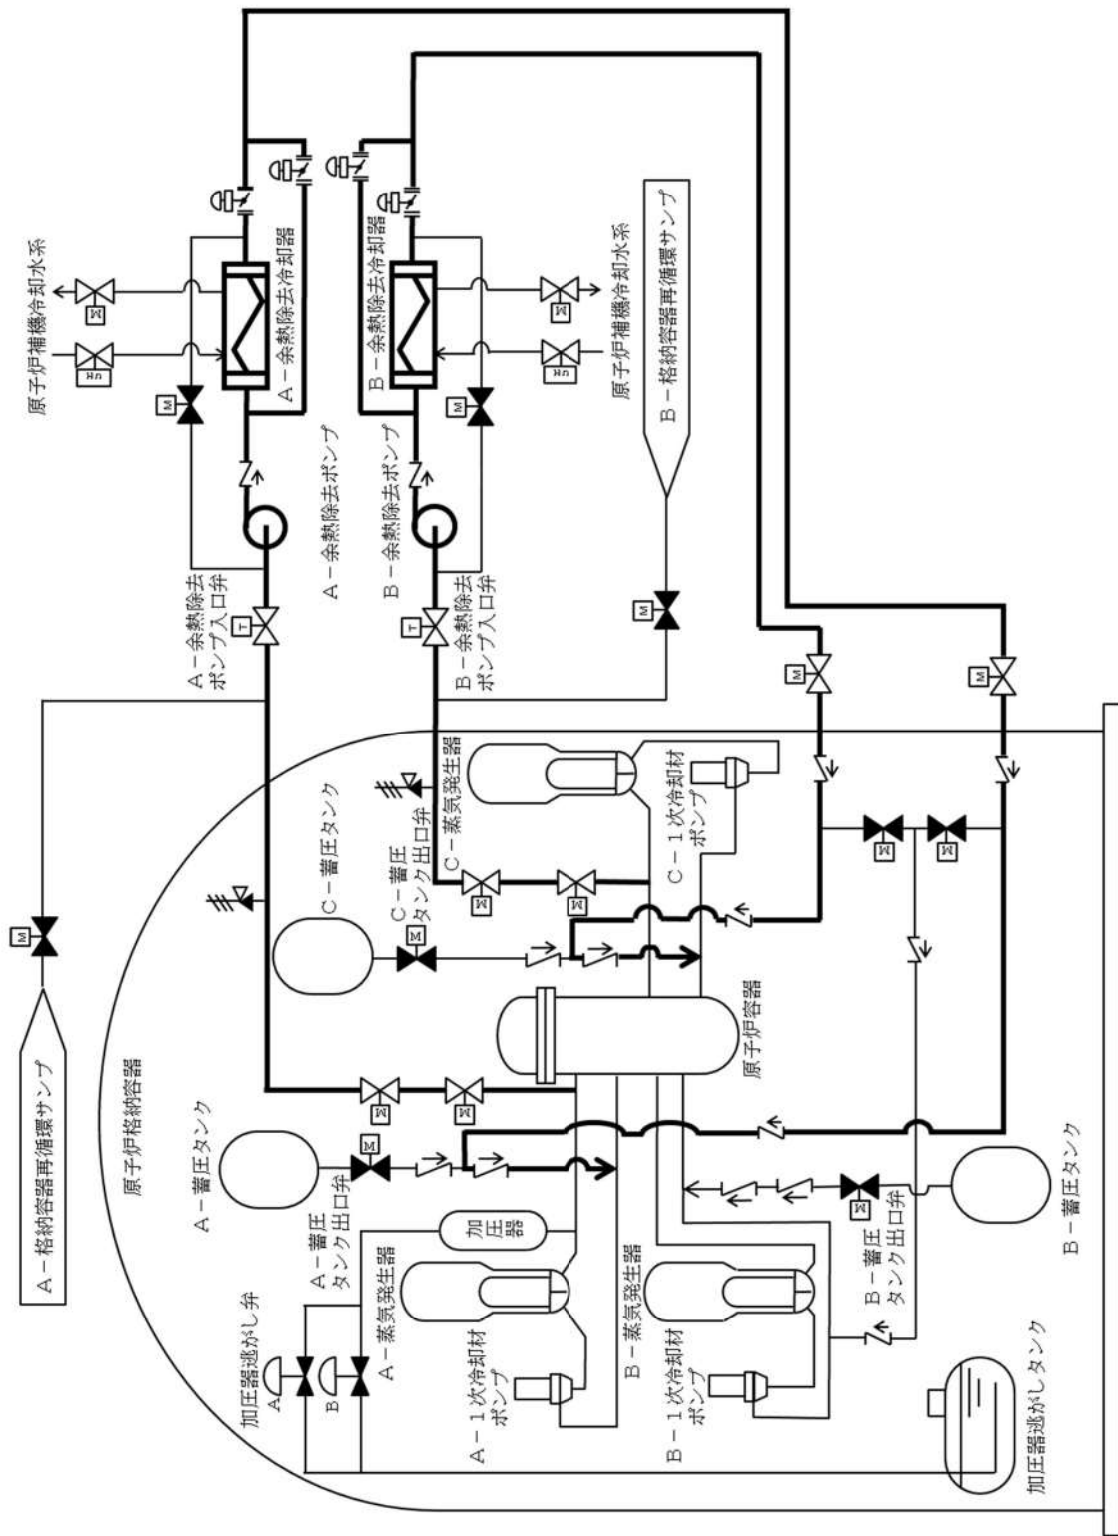 A－格納容器再循環サンプ
M
原子炉格納容器
A－蓄圧タンク
M
A－蓄圧
タンク出口弁
加圧器逃がし弁
A
B
A－蒸気発生器
加圧器
A－1次冷却材
ポンプ
B－蒸気発生器
B－1次冷却材
ポンプ
加圧器逃がしタンク
B－蓄圧
タンク出口弁
M
B－蓄圧タンク
M
M
原子炉容器
C－蓄圧タンク
C－蓄圧
タンク出口弁
M
C－蒸気発生器
C－1次冷却材
ポンプ
M
M
M
M
M
M
A－余熱除去
ポンプ入口弁
T
B－余熱除去
ポンプ入口弁
T
A－余熱除去ポンプ
B－余熱除去ポンプ
M
B－格納容器再循環サンプ
M
M
A－余熱除去冷却器
B－余熱除去冷却器
原子炉補機冷却水系
M
原子炉補機冷却水系
M